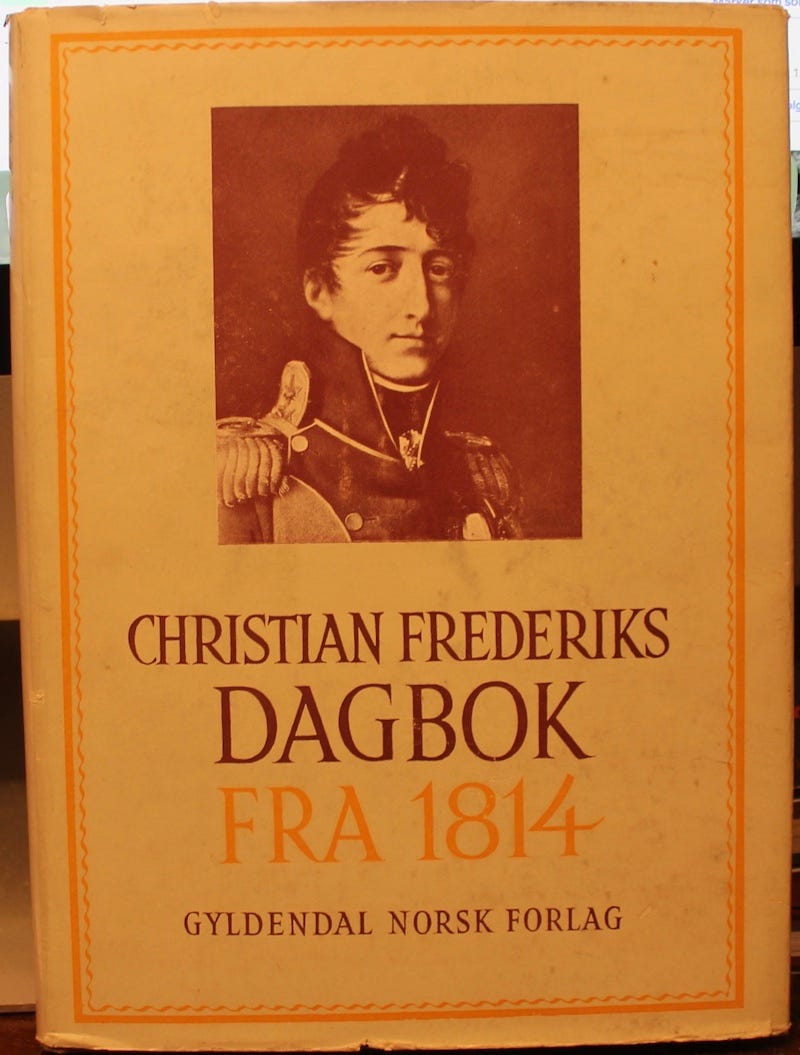 CHRISTIAN FREDERIKS
DAGBOK
FRA 1814
GYLDENDAL NORSK FORLAG